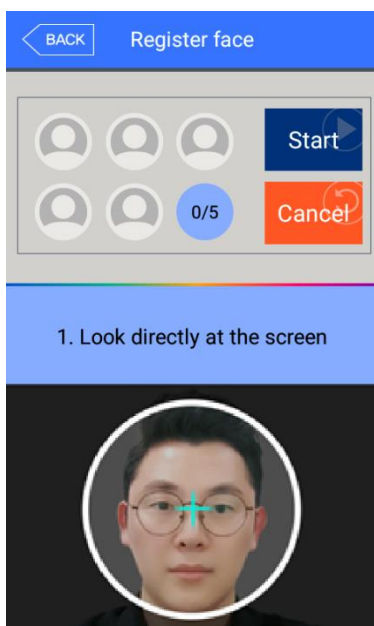 BACK
Register face
Start
0/5
Cancel
1. Look directly at the screen